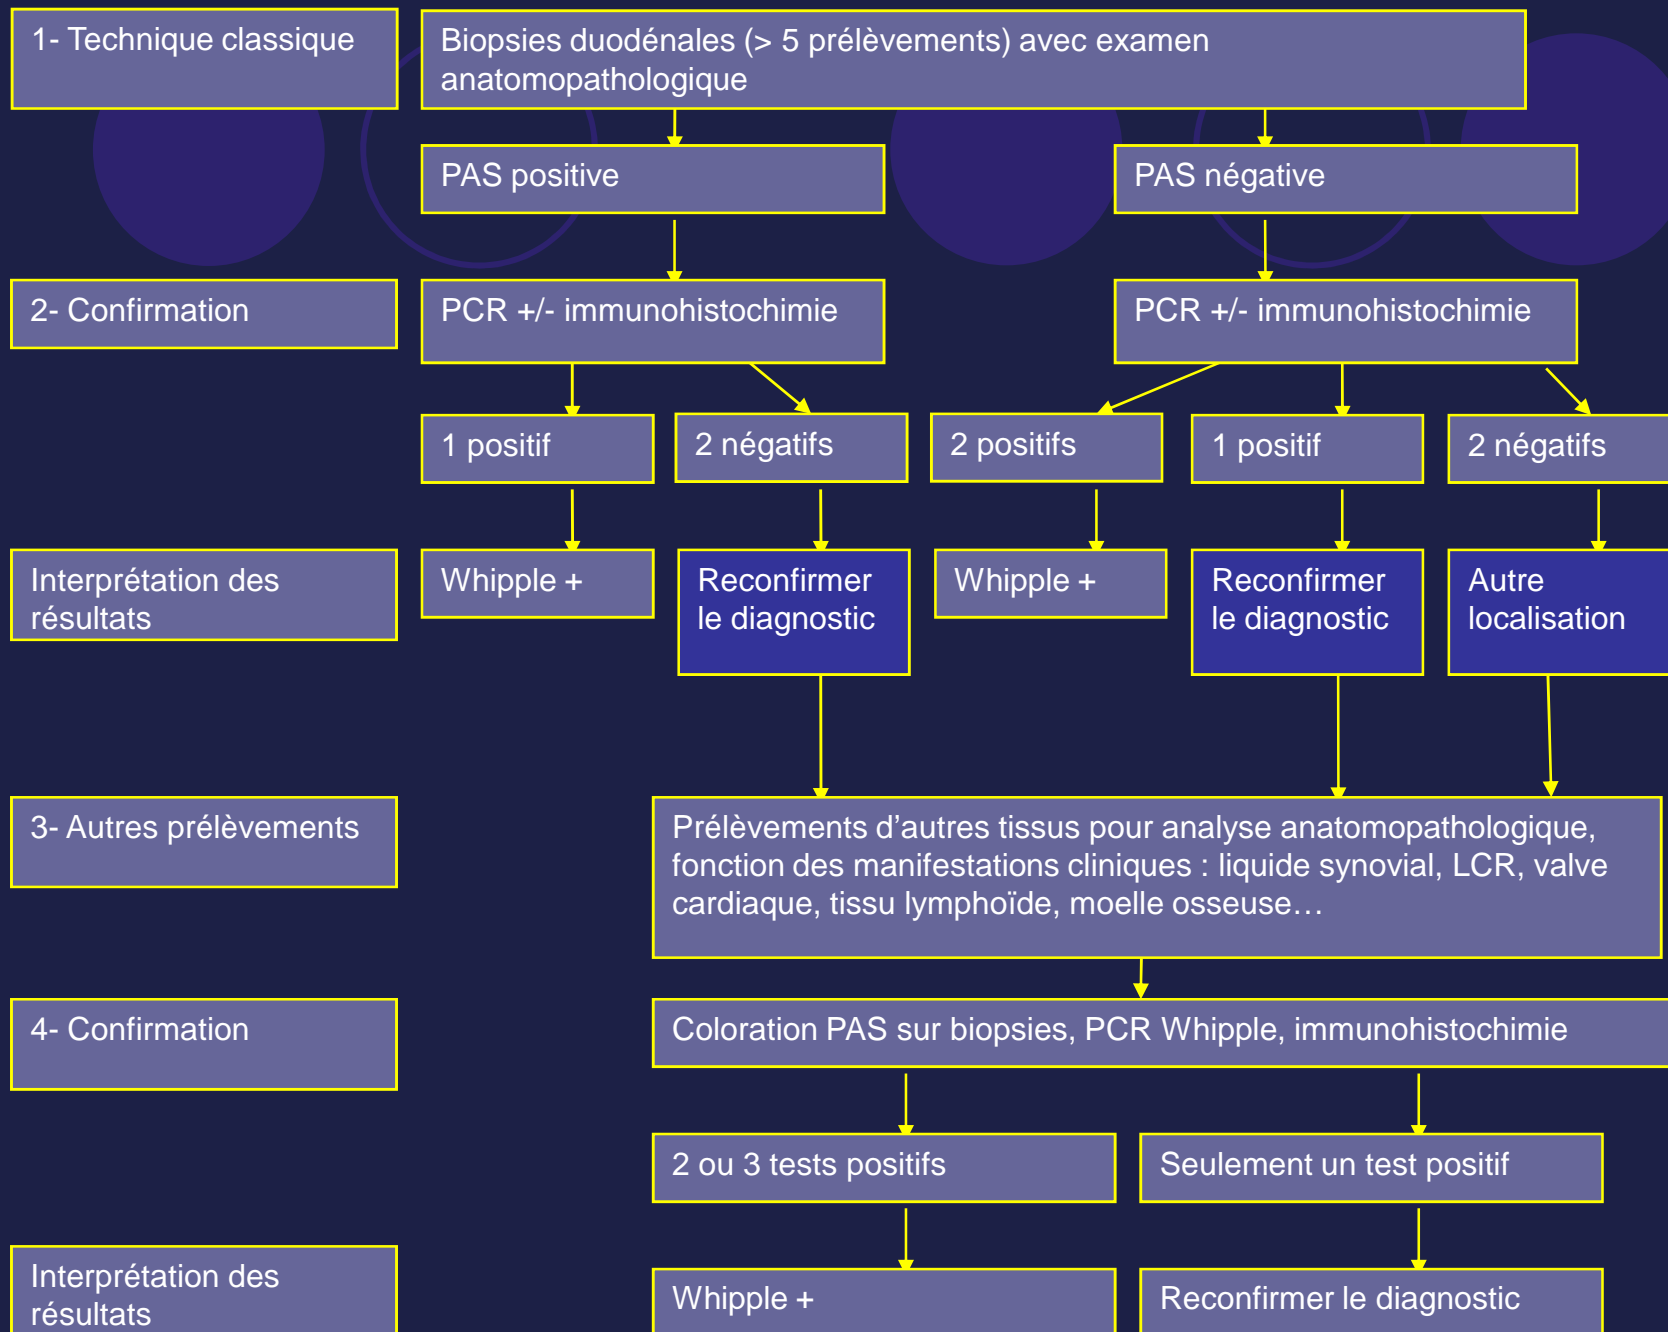 1- Technique classique
Biopsies duodénales (> 5 prélèvements) avec examen
anatomopathologique
PAS positive
PAS négative
2- Confirmation
PCR +/- immunohistochimie
PCR +/- immunohistochimie
1 positif
2 négatifs
2 positifs
1 positif
2 négatifs
Interprétation des
résultats
Whipple +
Reconfirmer
le diagnostic
Whipple +
Reconfirmer
le diagnostic
Autre
localisation
3- Autres prélèvements
Prélèvements d’autres tissus pour analyse anatomopathologique,
fonction des manifestations cliniques : liquide synovial, LCR, valve
cardiaque, tissu lymphoïde, moelle osseuse…
4- Confirmation
Coloration PAS sur biopsies, PCR Whipple, immunohistochimie
2 ou 3 tests positifs
Seulement un test positif
Interprétation des
résultats
Whipple +
Reconfirmer le diagnostic